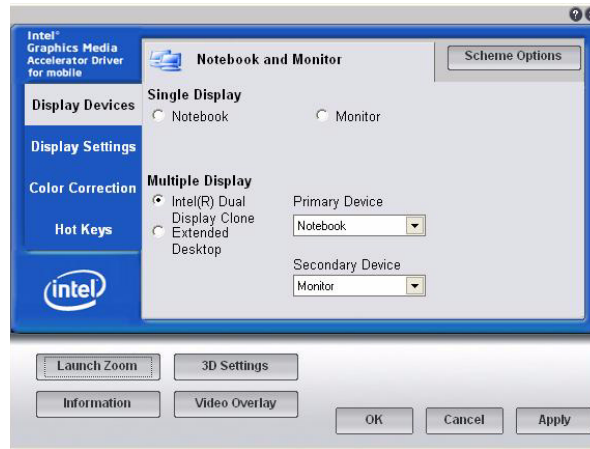 Intel®
Graphics Media
Accelerator Driver
for mobile
Notebook and Monitor
Scheme Options
Display Devices
Display Settings
Color Correction
Hot Keys
intel
Single Display
Notebook
Monitor
Multiple Display
Intel(R) Dual
Display Clone
Extended
Desktop
Primary Device
Notebook
Secondary Device
Monitor
Launch Zoom
3D Settings
Information
Video Overlay
OK
Cancel
Apply